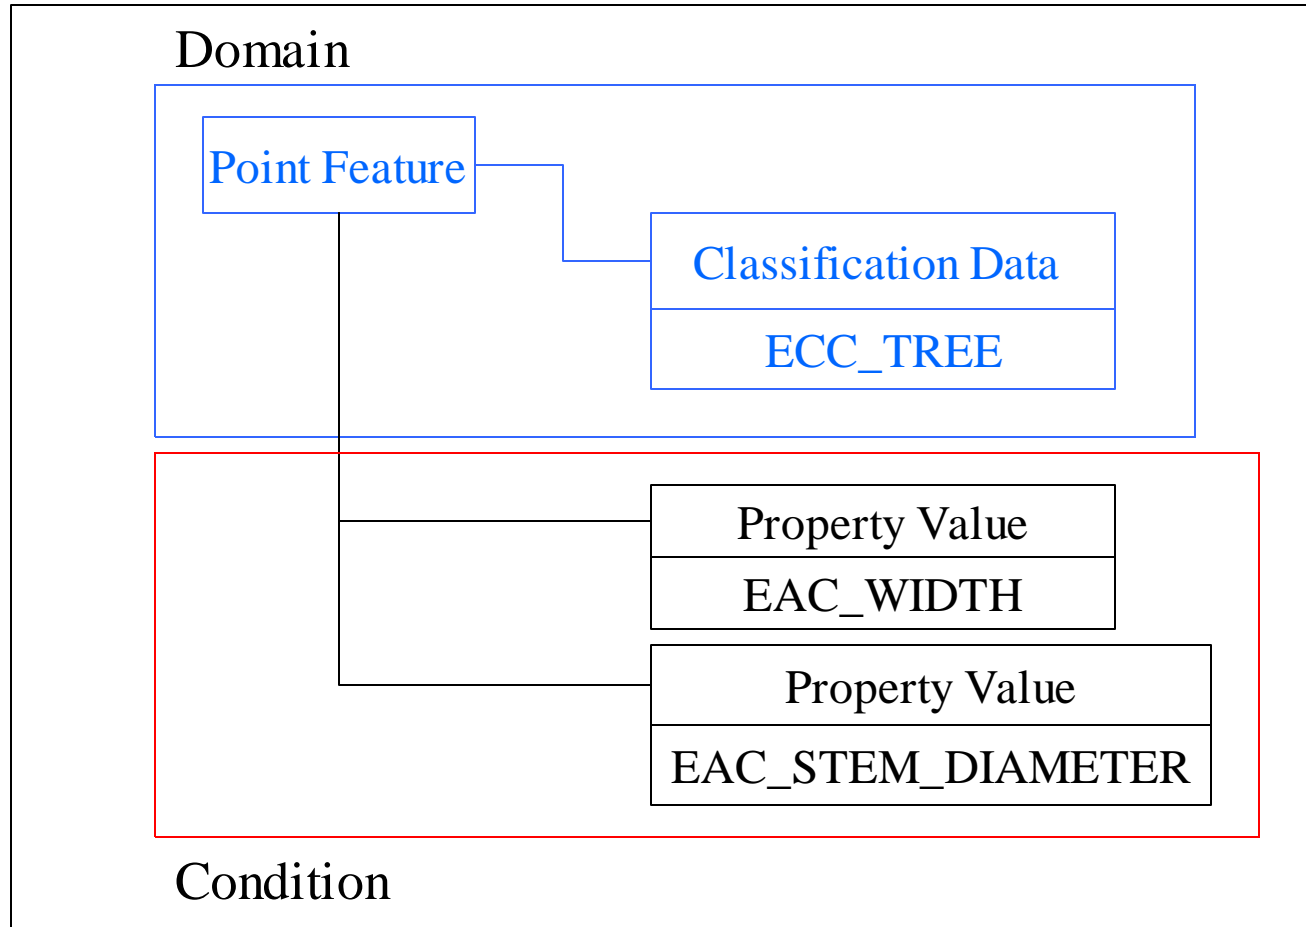 Domain
Point Feature
Classification Data
ECC_TREE
Property Value
EAC_WIDTH
Property Value
EAC_STEM_DIAMETER
Condition